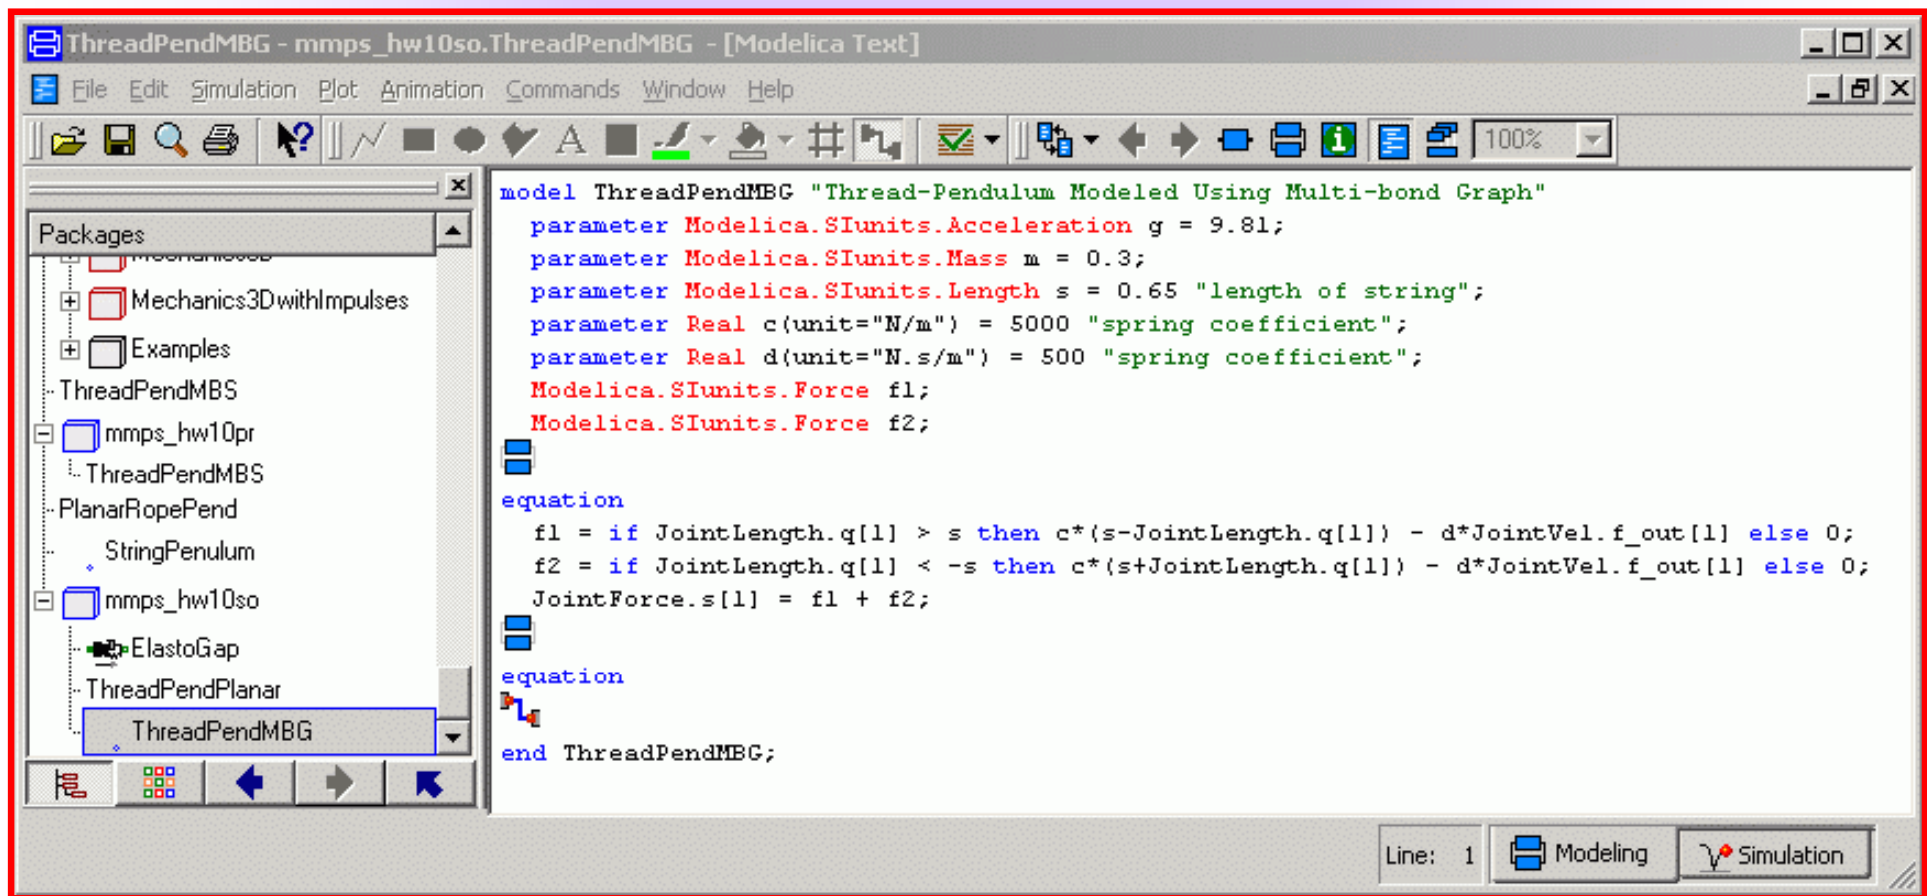 ThreadPendMBG - mmps_hw10so.ThreadPendMBG - [Modelica Text]
File Edit Simulation Plot Animation Commands Window Help
100%
Packages
Mechanics3DwithImpulses
Examples
ThreadPendMBS
mmps_hw10pr
ThreadPendMBS
PlanarRopePend
StringPenulum
mmps_hw10so
ElastoGap
ThreadPendPlanar
ThreadPendMBG
model ThreadPendMBG "Thread-Pendulum Modeled Using Multi-bond Graph"
parameter Modelica.SIunits.Acceleration g = 9.81;
parameter Modelica.SIunits.Mass m = 0.3;
parameter Modelica.SIunits.Length s = 0.65 "length of string";
parameter Real c(unit="N/m") = 5000 "spring coefficient";
parameter Real d(unit="N.s/m") = 500 "spring coefficient";
Modelica.SIunits.Force f1;
Modelica.SIunits.Force f2;
equation
f1 = if JointLength.q[1] > s then c*(s-JointLength.q[1]) - d*JointVel.f_out[1] else 0;
f2 = if JointLength.q[1] < -s then c*(s+JointLength.q[1]) - d*JointVel.f_out[1] else 0;
JointForce.s[1] = f1 + f2;
equation
end ThreadPendMBG;
Line: 1 Modeling Simulation